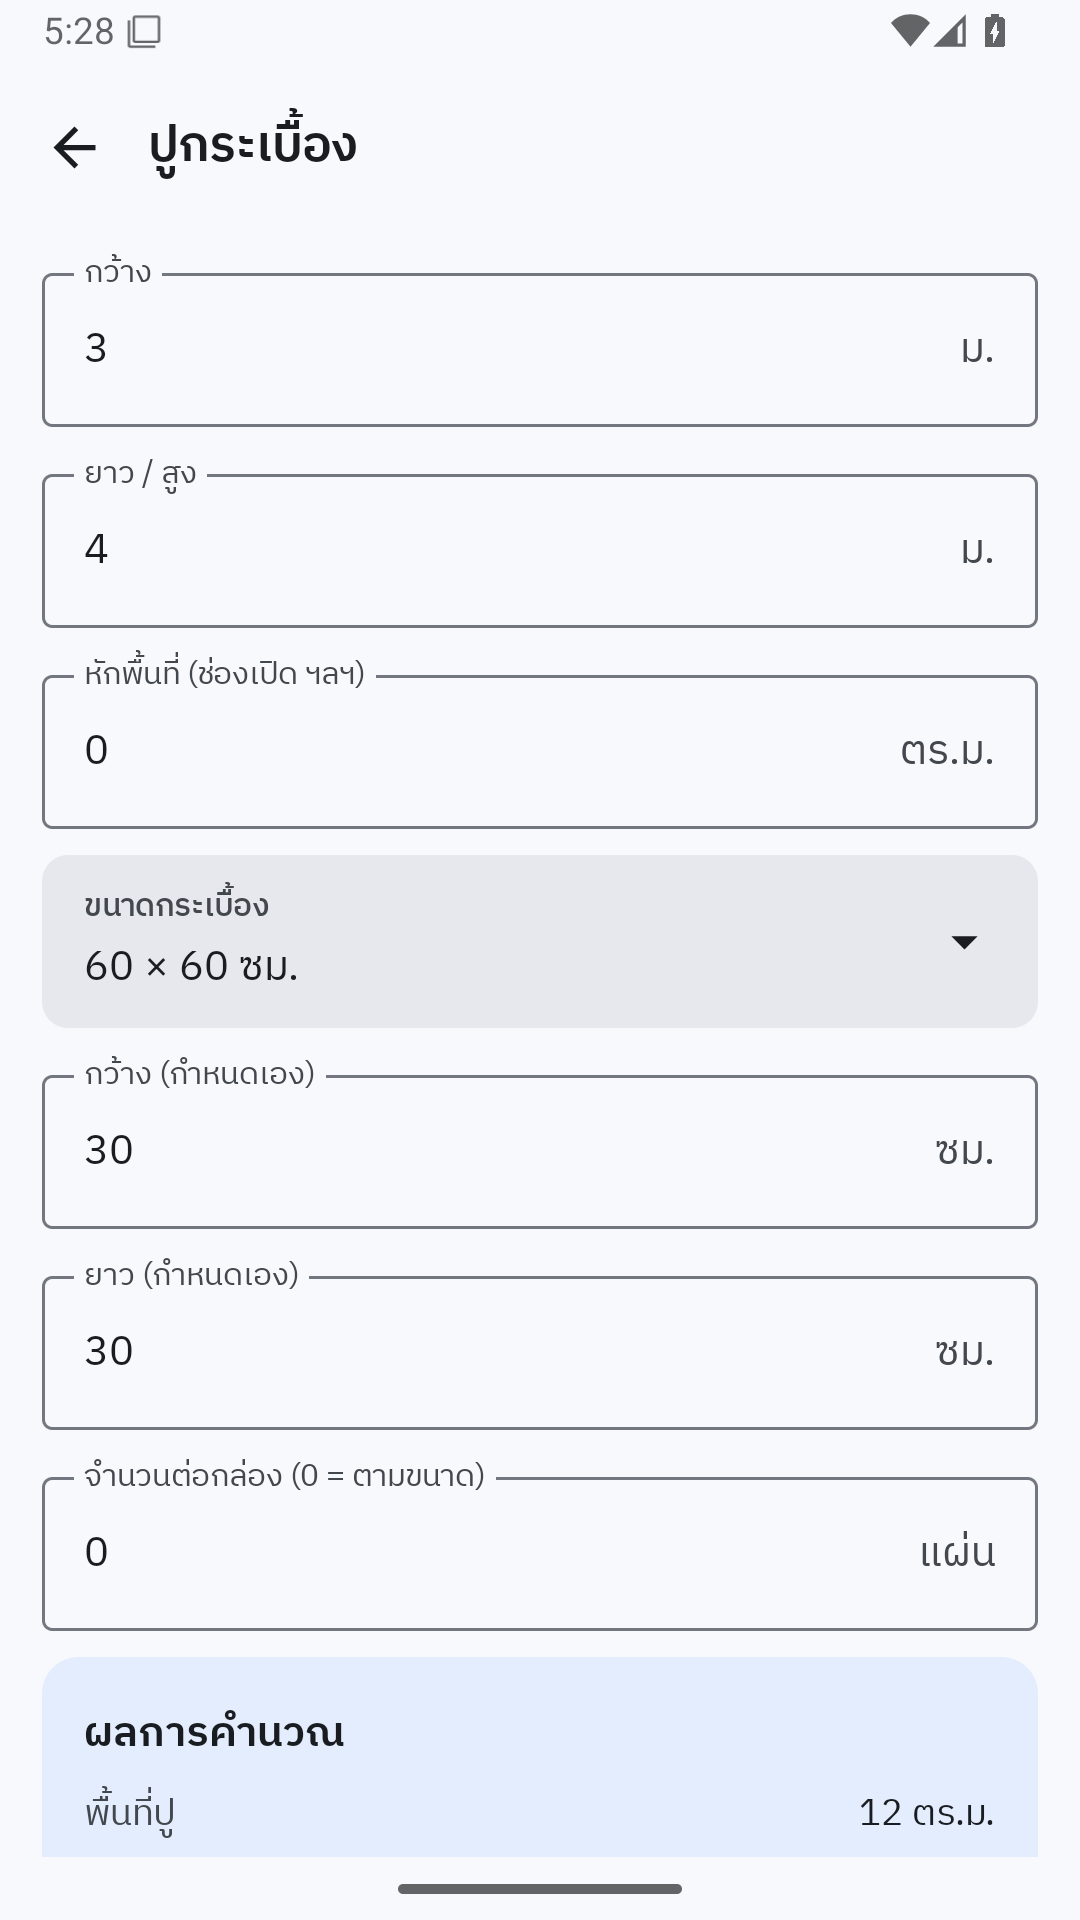 5:28
ปูกระเบื้อง
กว้าง
3 ม.
ยาว / สูง
4 ม.
หักพื้นที่ (ช่องเปิด ฯลฯ)
0 ตร.ม.
ขนาดกระเบื้อง
60 × 60 ซม.
กว้าง (กำหนดเอง)
30 ซม.
ยาว (กำหนดเอง)
30 ซม.
จำนวนต่อกล่อง (0 = ตามขนาด)
0 แผ่น
ผลการคำนวณ
พื้นที่ปู 12 ตร.ม.